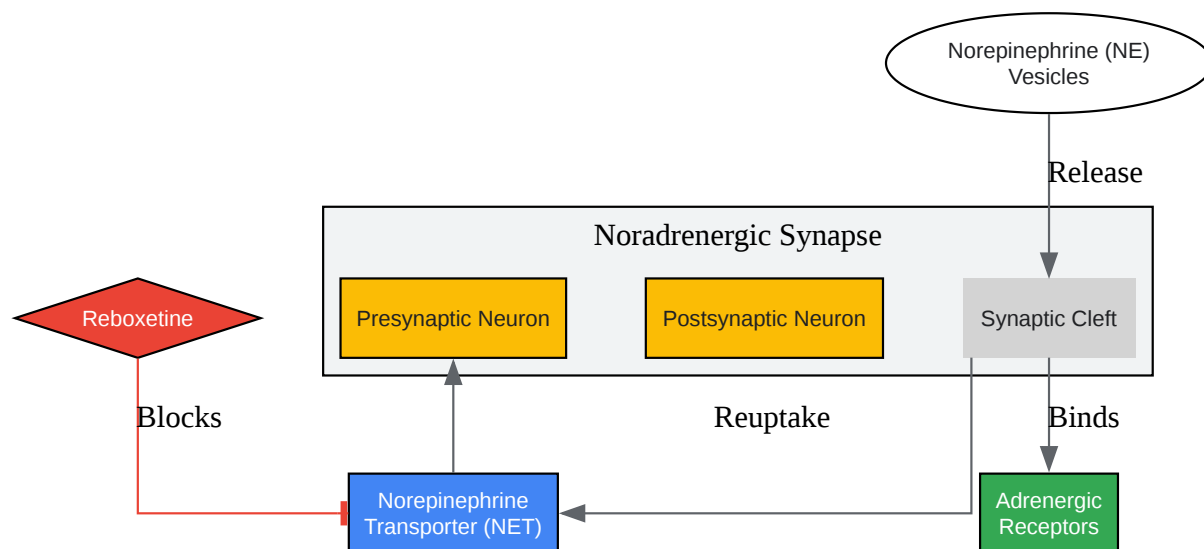 Norepinephrine (NE)
Vesicles
Release
Noradrenergic Synapse
Reboxetine
Presynaptic Neuron
Postsynaptic Neuron
Synaptic Cleft
Blocks
Reuptake
Binds
Norepinephrine
Transporter (NET)
Adrenergic
Receptors